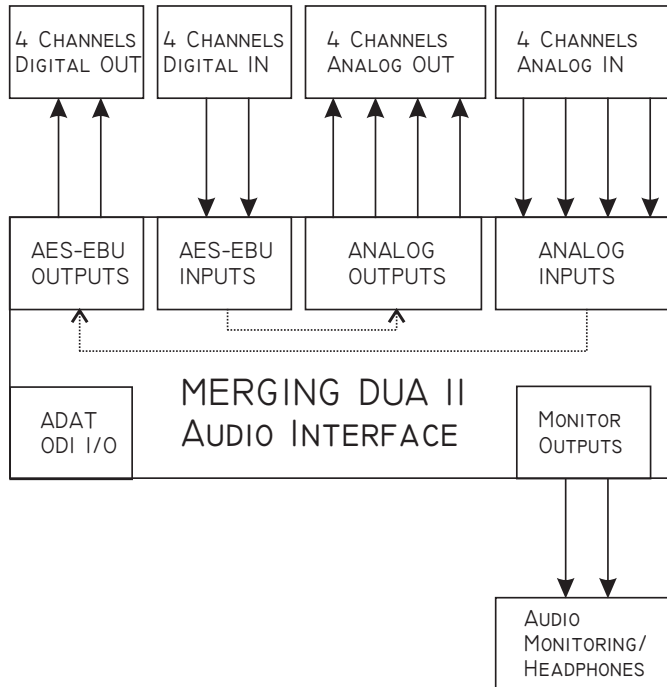 4 Channels
Digital OUT
4 Channels
Digital IN
4 Channels
Analog OUT
4 Channels
Analog IN
AES-EBU
OUTPUTS
AES-EBU
INPUTS
ANALOG
OUTPUTS
ANALOG
INPUTS
ADAT
ODI I/O
MERGING DUA II
Audio Interface
Monitor
Outputs
Audio
Monitoring/
Headphones